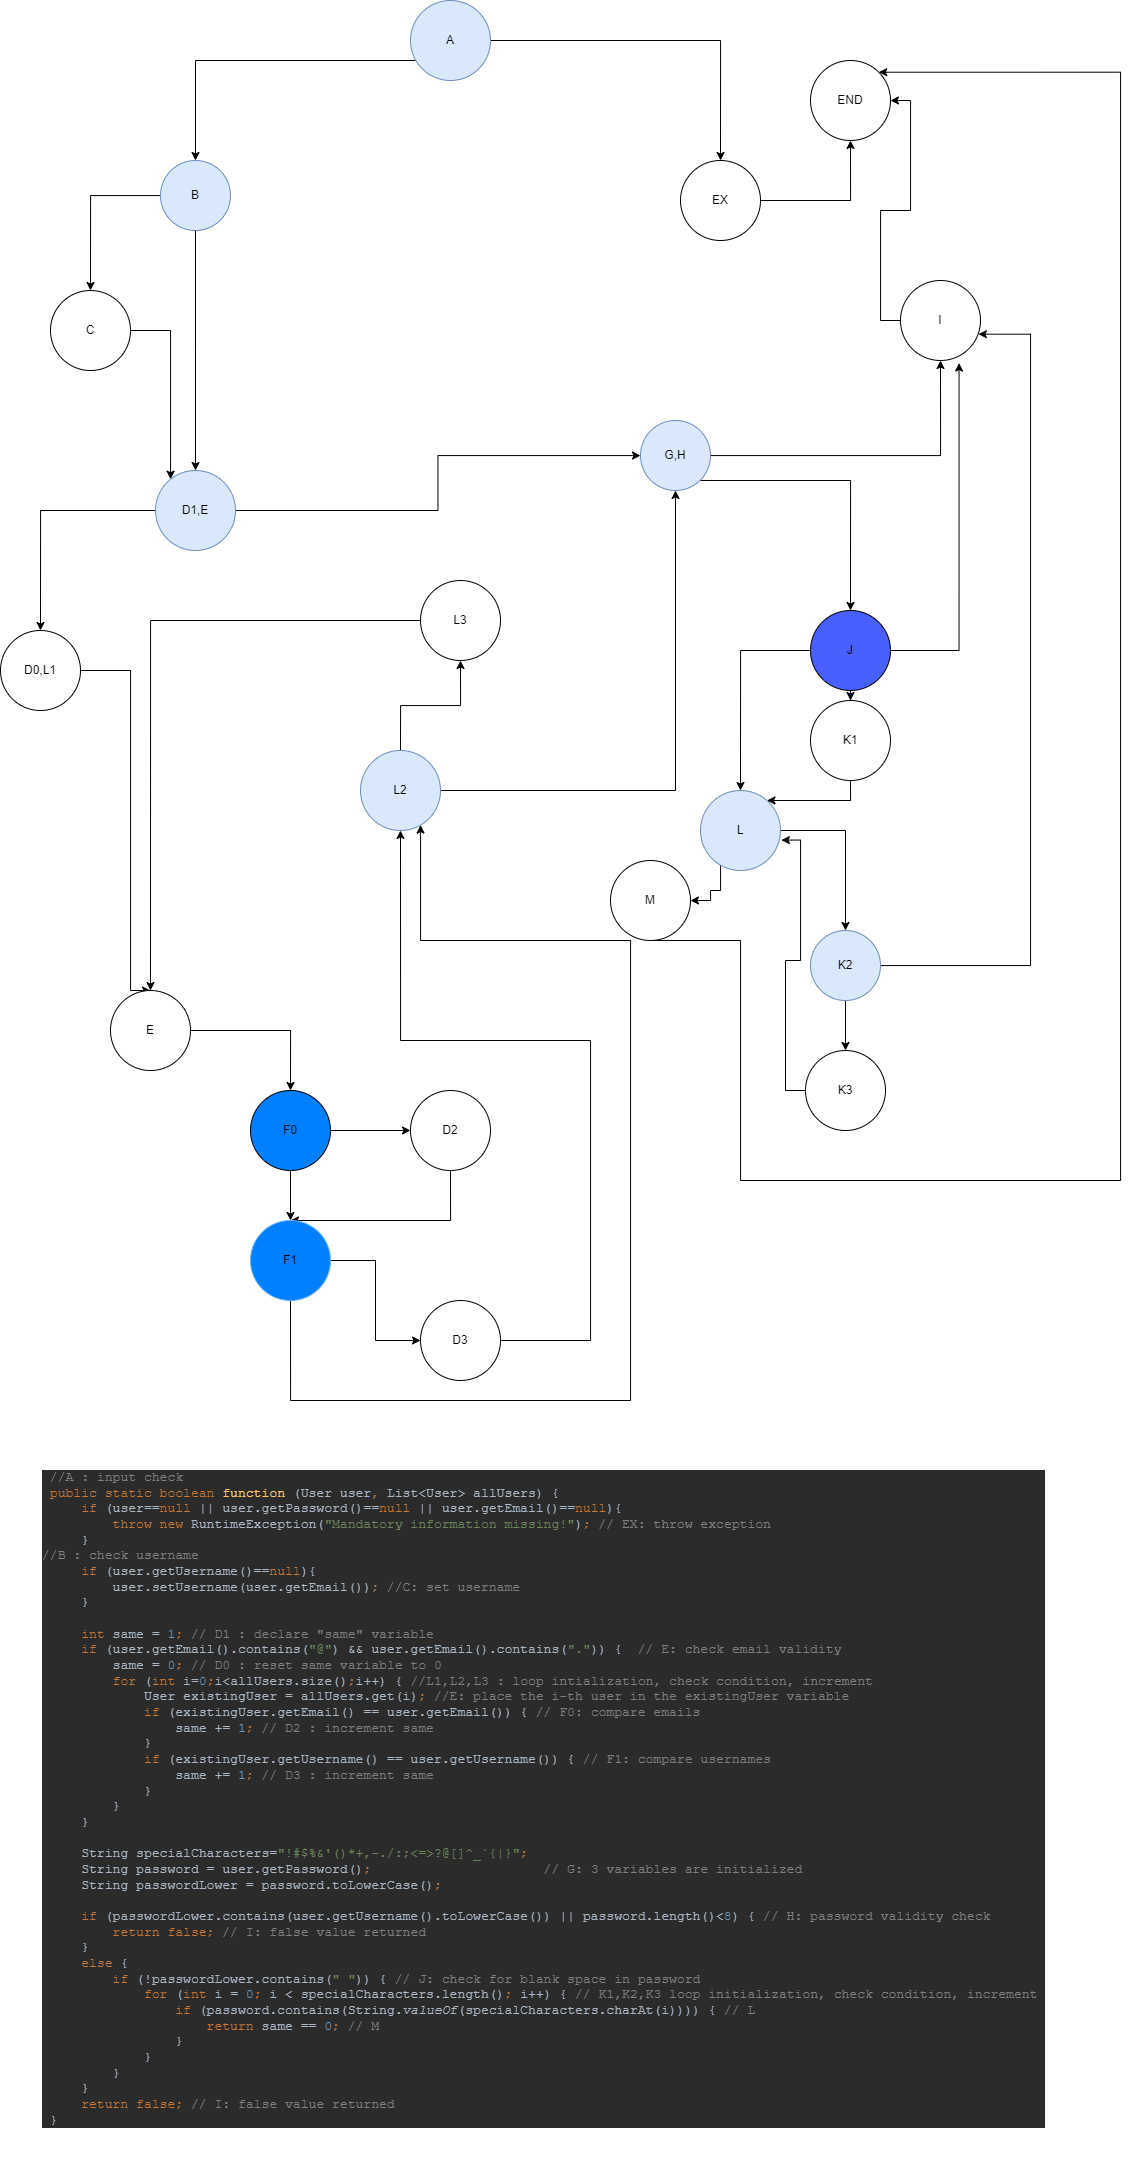 A
END
B
EX
C
I
G,H
D1,E
L3
J
D0,L1
K1
L2
L
M
K2
E
K3
F0
D2
F1
D3
//A : input check
public static boolean function (User user, List<User> allUsers) {
if (user==null || user.getPassword()==null || user.getEmail()==null){
throw new RuntimeException("Mandatory information missing!"); // EX: throw exception
}
//B : check username
if (user.getUsername()==null){
user.setUsername(user.getEmail()); //C: set username
}
int same = 1; // D1 : declare "same" variable
if (user.getEmail().contains("@") && user.getEmail().contains(".")) { // E: check email validity
same = 0; // D0 : reset same variable to 0
for (int i=0;i<allUsers.size();i++) { //L1,L2,L3 : loop intialization, check condition, increment
User existingUser = allUsers.get(i); //E: place the i-th user in the existingUser variable
if (existingUser.getEmail() == user.getEmail()) { // F0: compare emails
same += 1; // D2 : increment same
}
if (existingUser.getUsername() == user.getUsername()) { // F1: compare usernames
same += 1; // D3 : increment same
}
}
}
String specialCharacters="!#$%&'()*+,-./:;<=>?@[]^_`{|}";
String password = user.getPassword(); // G: 3 variables are initialized
String passwordLower = password.toLowerCase();
if (passwordLower.contains(user.getUsername().toLowerCase()) || password.length()<8) { // H: password validity check
return false; // I: false value returned
}
else {
if (!passwordLower.contains(" ")) { // J: check for blank space in password
for (int i = 0; i < specialCharacters.length(); i++) { // K1,K2,K3 loop initialization, check condition, increment
if (password.contains(String.valueOf(specialCharacters.charAt(i)))) { // L
return same == 0; // M
}
}
}
}
return false; // I: false value returned
}